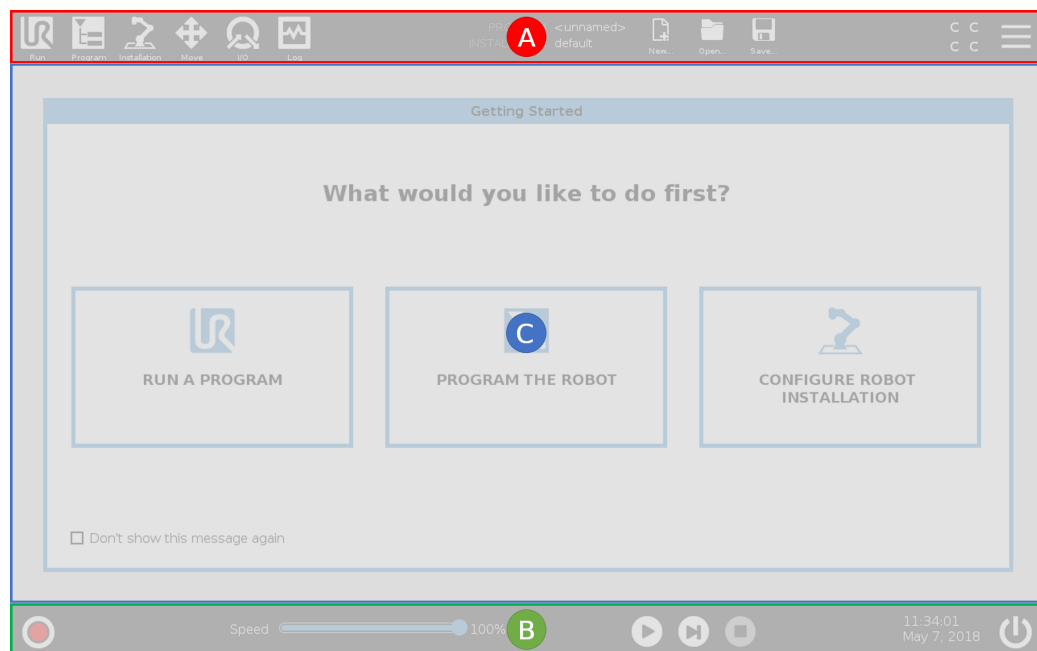 <unnamed>
default
C C
C C
A
Run
Program
Installation
Move
I/O
Log
New...
Open...
Save...
Getting Started
What would you like to do first?
C
RUN A PROGRAM
PROGRAM THE ROBOT
CONFIGURE ROBOT
INSTALLATION
Don't show this message again
Speed
100%
B
11:34:01
May 7, 2018